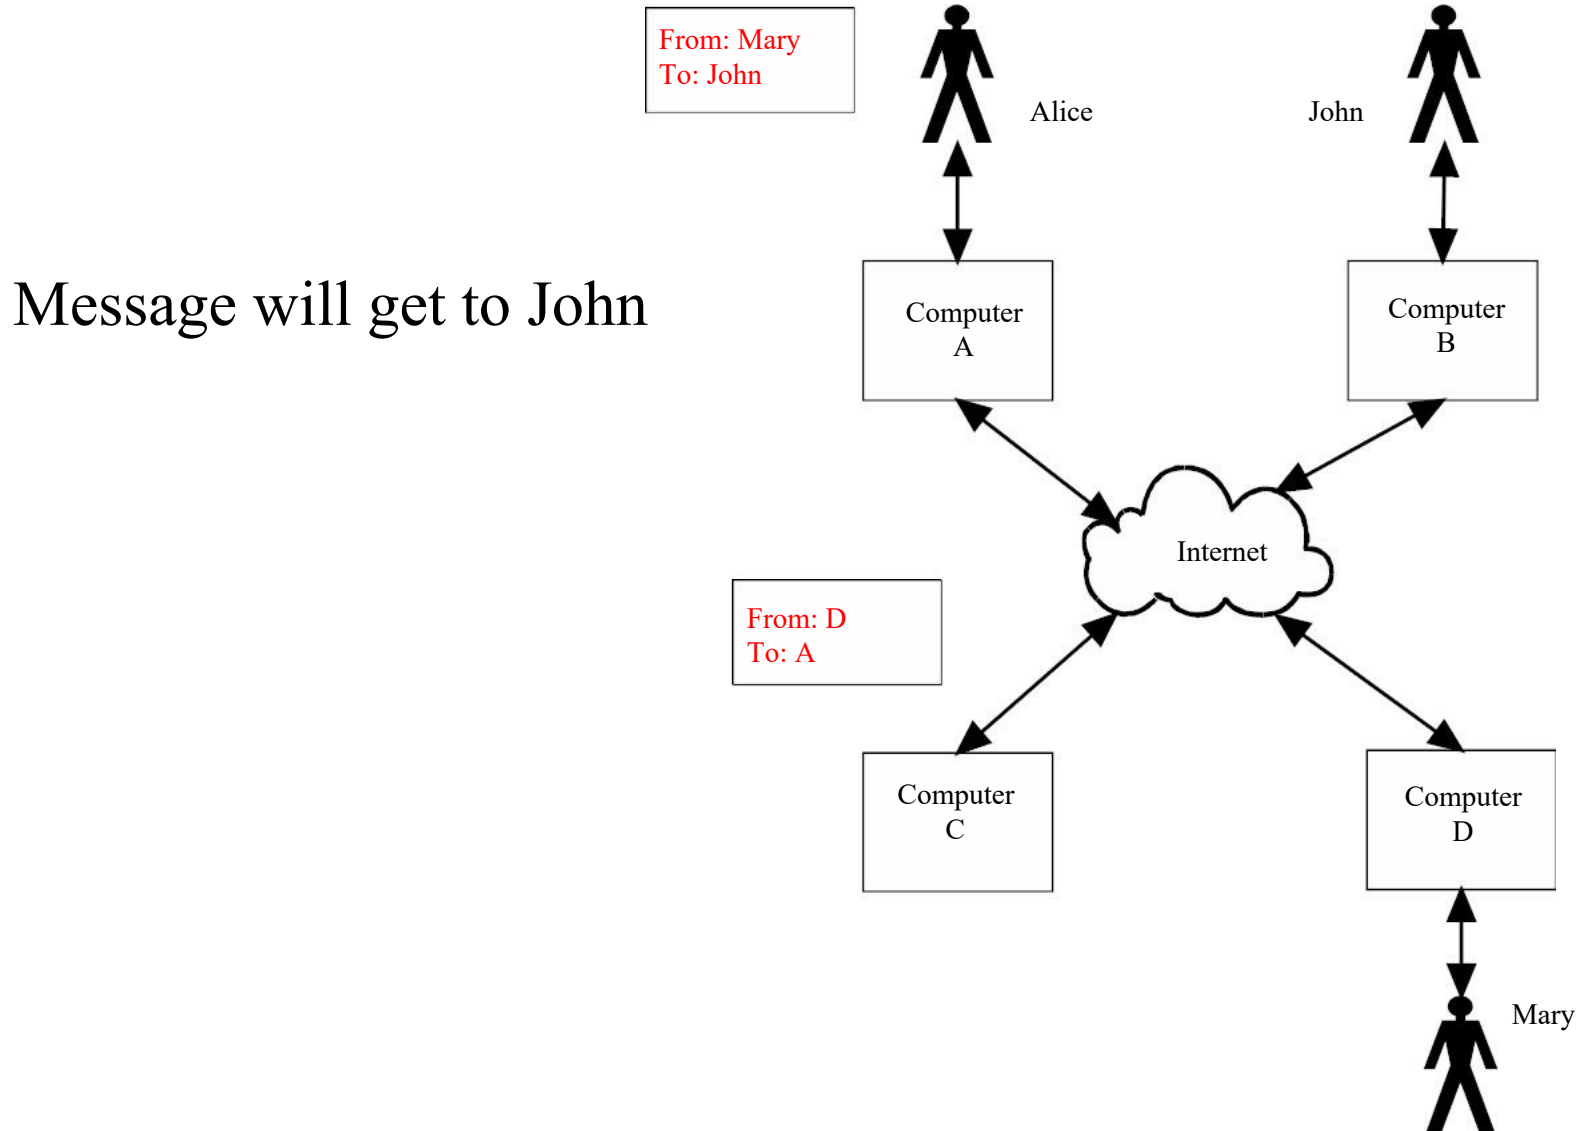 From: Mary
To: John
Alice
John
Message will get to John
Computer
A
Computer
B
Internet
From: D
To: A
Computer
C
Computer
D
Mary